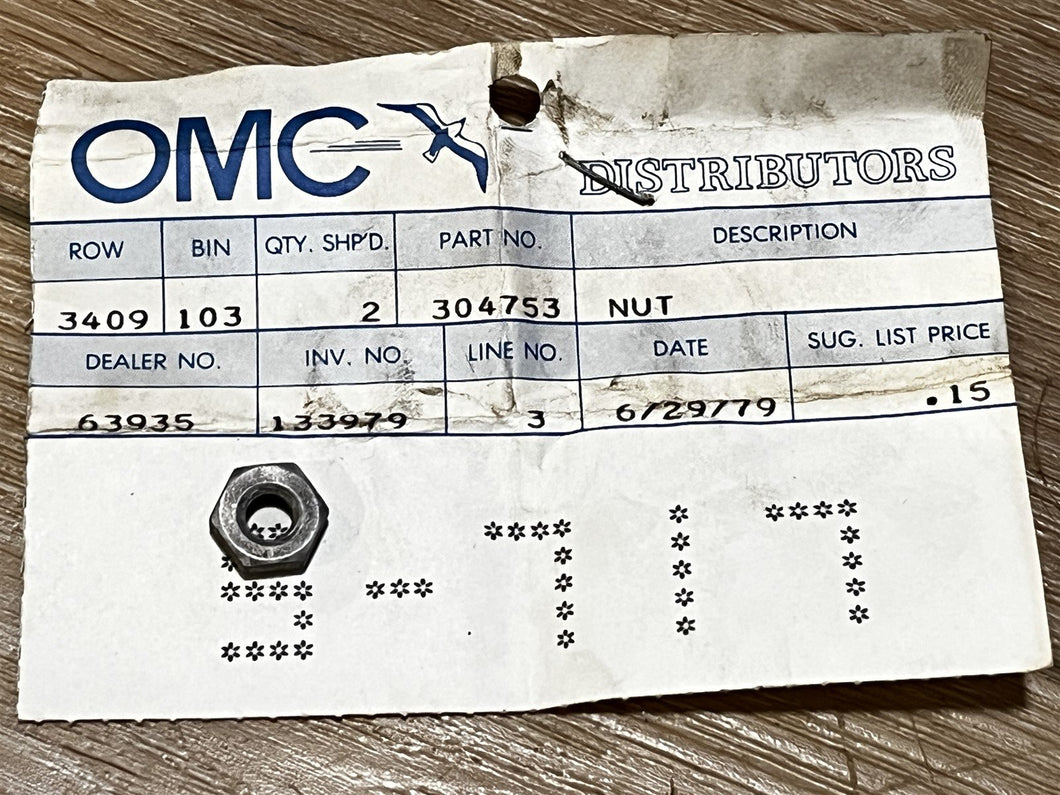 OMC DISTRIBUTORS
ROW BIN QTY. SHP'D. PART NO. DESCRIPTION
3409 103 2 304753 NUT
DEALER NO. INV. NO. LINE NO. DATE SUG. LIST PRICE
63935 133979 3 6/29/79 .15
-717